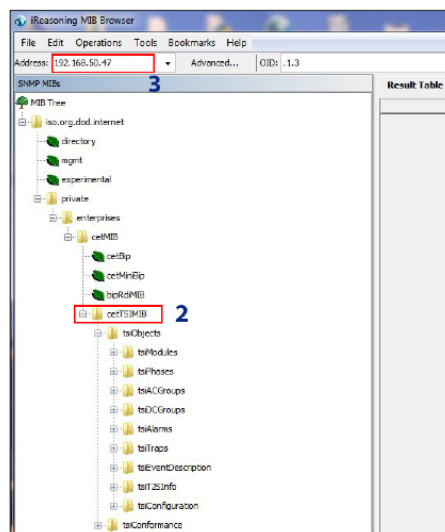 iReasoning MIB Browser
File Edit Operations Tools Bookmarks Help
Address: 192.168.50.47 Advanced... OID: .1.3
3
SNMP MIBs
Result Table
MIB Tree
iso.org.dod.internet
directory
mgmt
experimental
private
enterprises
cetMIB
cetBip
cetMiniBip
bipRdiMIB
cetTSIMIB 2
tsiObjects
tsiModules
tsiPhases
tsiACGroups
tsiDCGroups
tsiAlarms
tsiTraps
tsiEventDescription
tsiT2SInfo
tsiConfiguration
tsiConformance